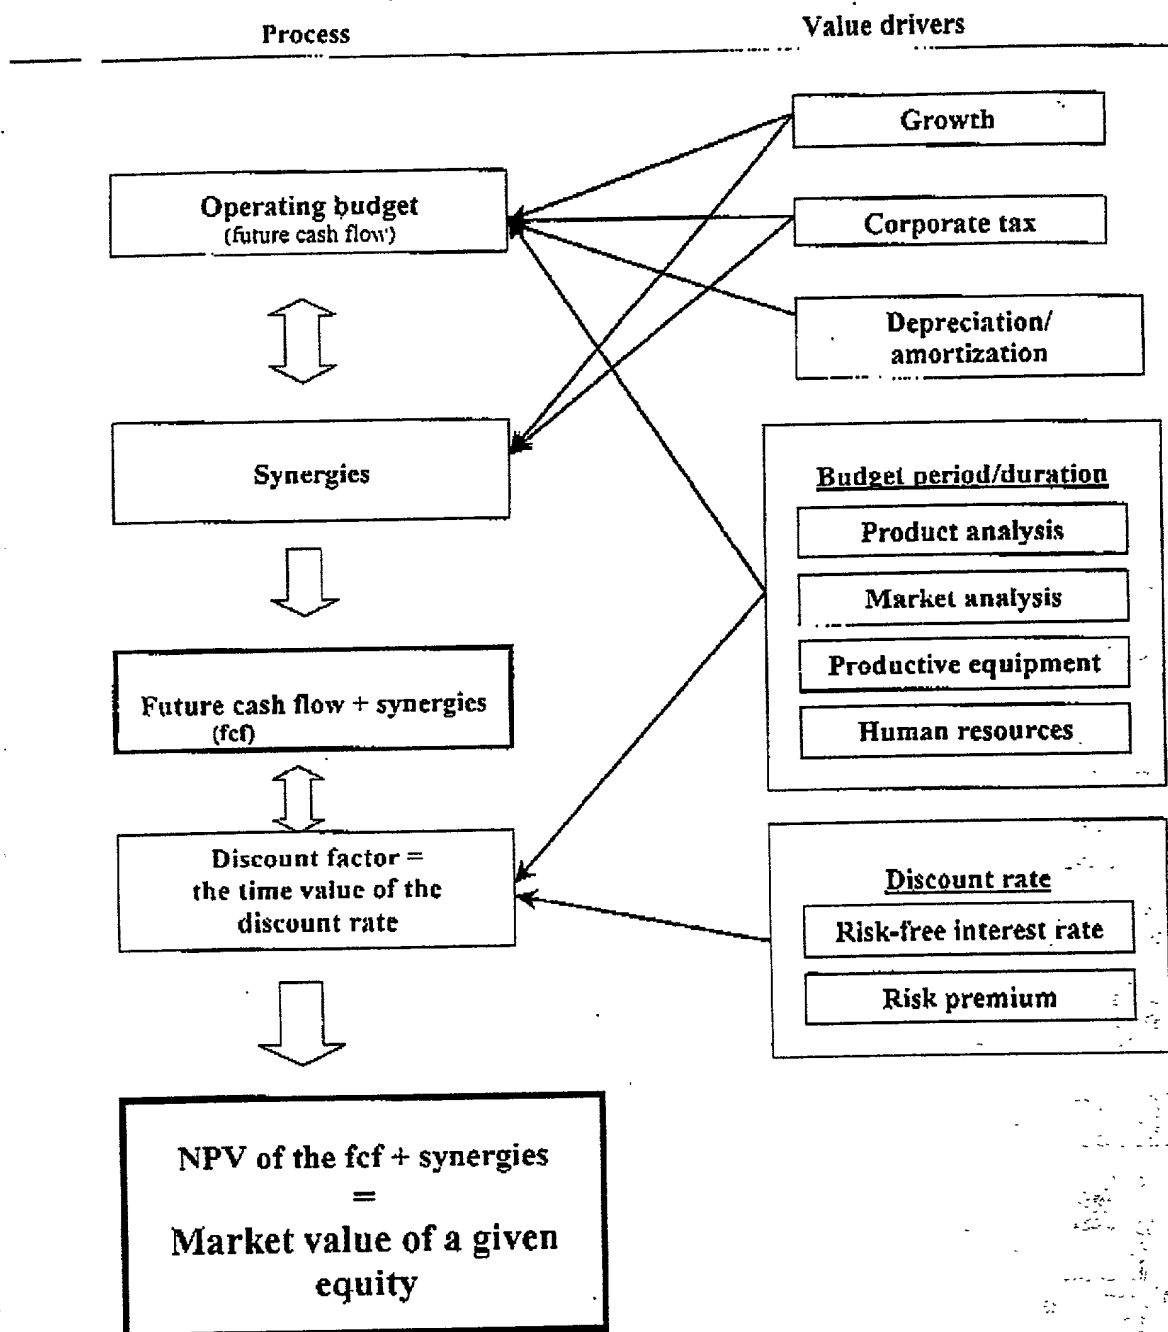 Process
Value drivers
Growth
Operating budget
(future cash flow)
Corporate tax
Depreciation/
amortization
Synergies
Budget period/duration
Product analysis
Market analysis
Productive equipment
Human resources
Future cash flow + synergies
(fcf)
Discount factor =
the time value of the
discount rate
Discount rate
Risk-free interest rate
Risk premium
NPV of the fcf + synergies
=
Market value of a given
equity